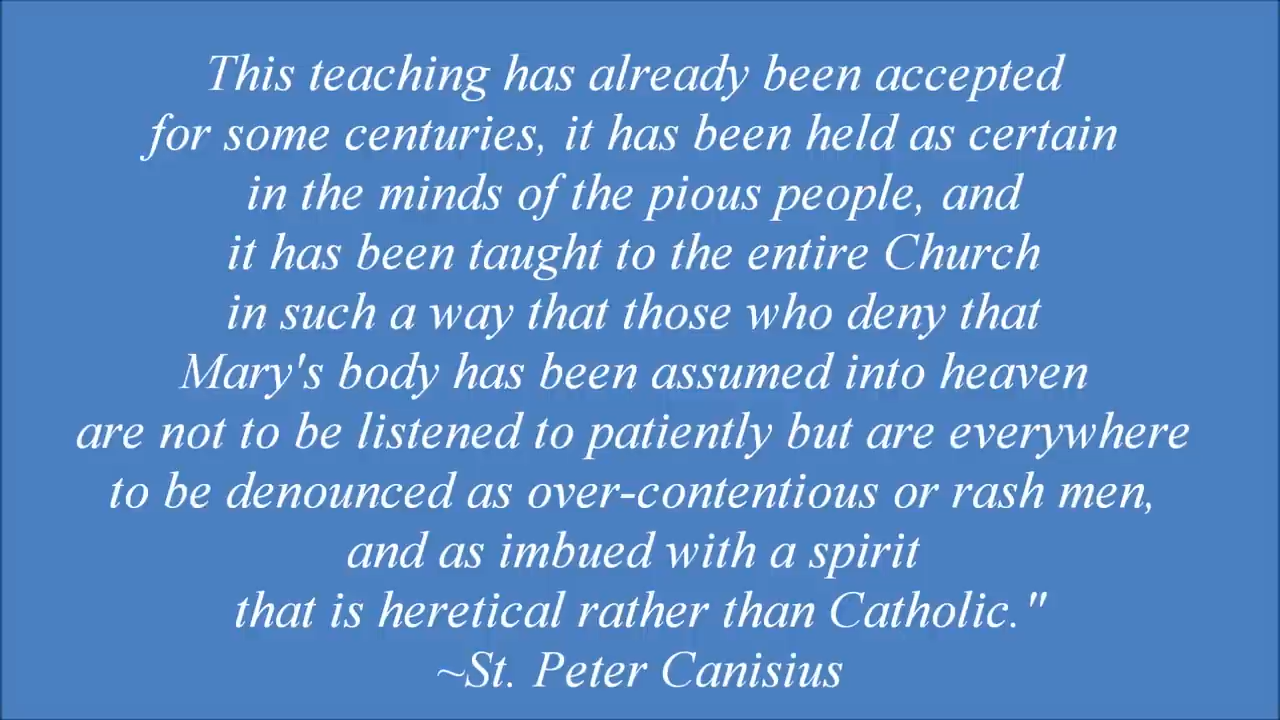 This teaching has already been accepted
for some centuries, it has been held as certain
in the minds of the pious people, and
it has been taught to the entire Church
in such a way that those who deny that
Mary's body has been assumed into heaven
are not to be listened to patiently but are everywhere
to be denounced as over-contentious or rash men,
and as imbued with a spirit
that is heretical rather than Catholic."
~St. Peter Canisius